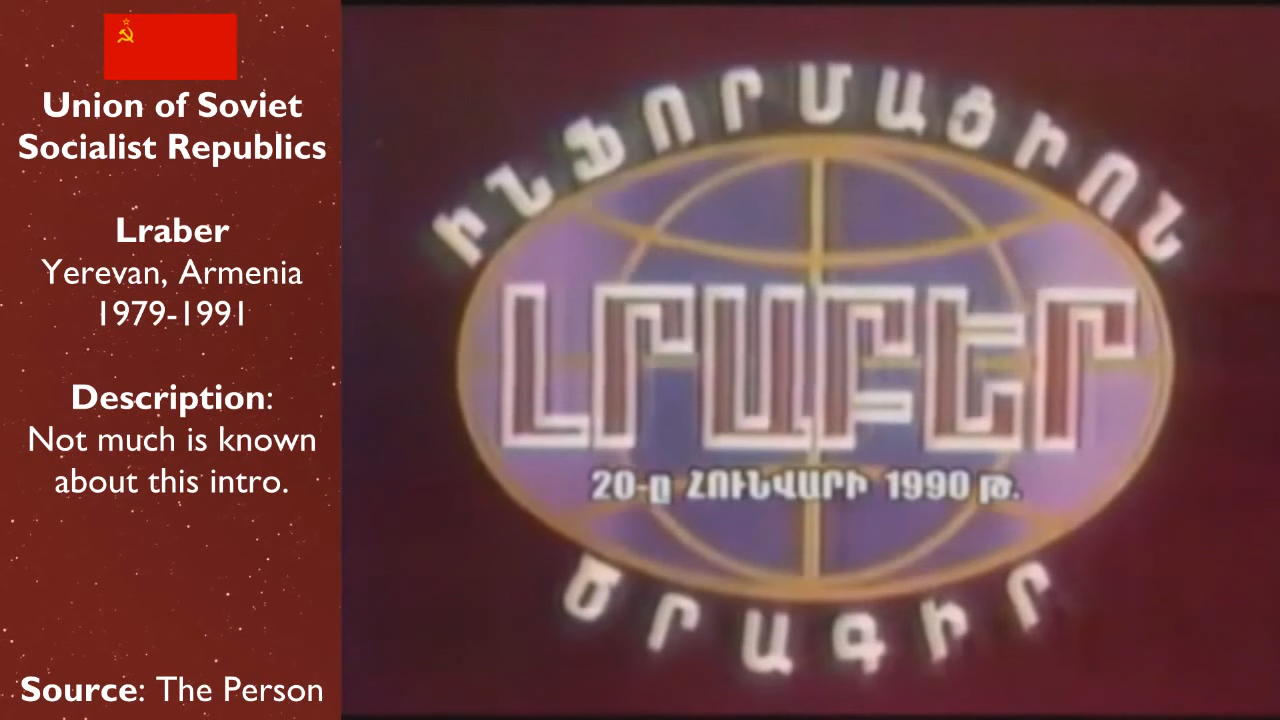 Union of Soviet
Socialist Republics
Lraber
Yerevan, Armenia
1979-1991
Description:
Not much is known
about this intro.
Source: The Person
ԻՆՖՈՐՄԱՑԻՈՆ
ԼՐԱԲԵՐ
20-ը ՀՈՒՆՎԱՐԻ 1990 թ.
ԾՐԱԳԻՐ